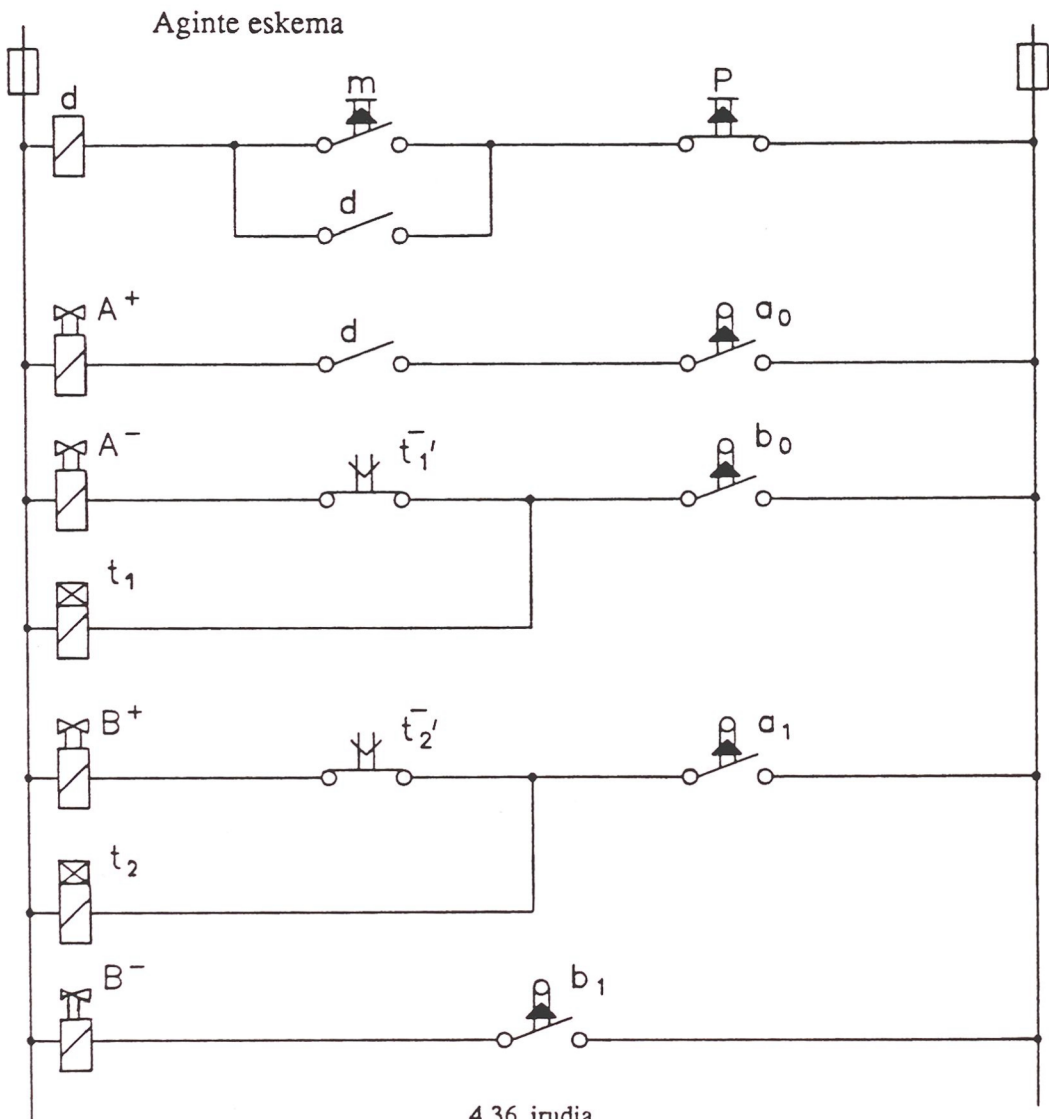 Aginte eskema
d
m
P
d
A+
d
a0
A-
t1-'
b0
t1
B+
t2-'
a1
t2
B-
b1
4.36 irudia